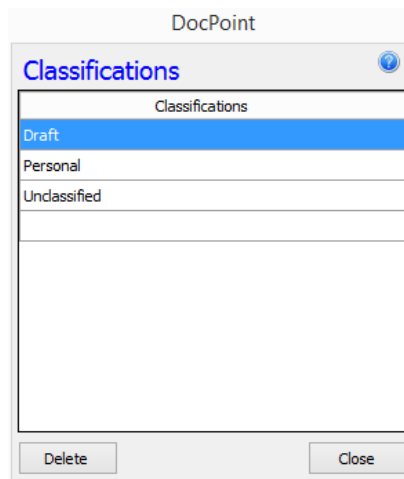 DocPoint
Classifications
Classifications
Draft
Personal
Unclassified
Delete
Close